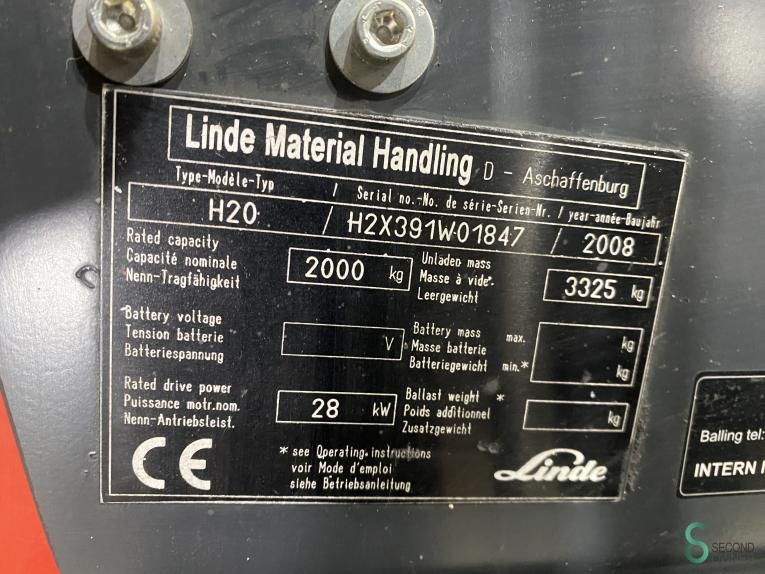 Linde Material Handling D - Aschaffenburg
Type-Modèle-Typ / Serial no.-No. de série-Serien-Nr. / year-année-Baujahr
H20 / H2X391W01847 / 2008
Rated capacity
Capacité nominale
Nenn-Tragfähigkeit
2000 kg
Unladen mass
Masse à vide
Leergewicht
3325 kg
Battery voltage
Tension batterie
Batteriespannung
V
Battery mass max. kg
Masse batterie
Batteriegewicht min.* kg
Rated drive power
Puissance motr.nom.
Nenn-Antriebsleist.
28 kW
Ballast weight *
Poids additionnel
Zusatzgewicht
kg
CE
* see Operating instructions
voir Mode d'emploi
siehe Betriebsanleitung
Linde
Balling tel:
INTERN
SECOND